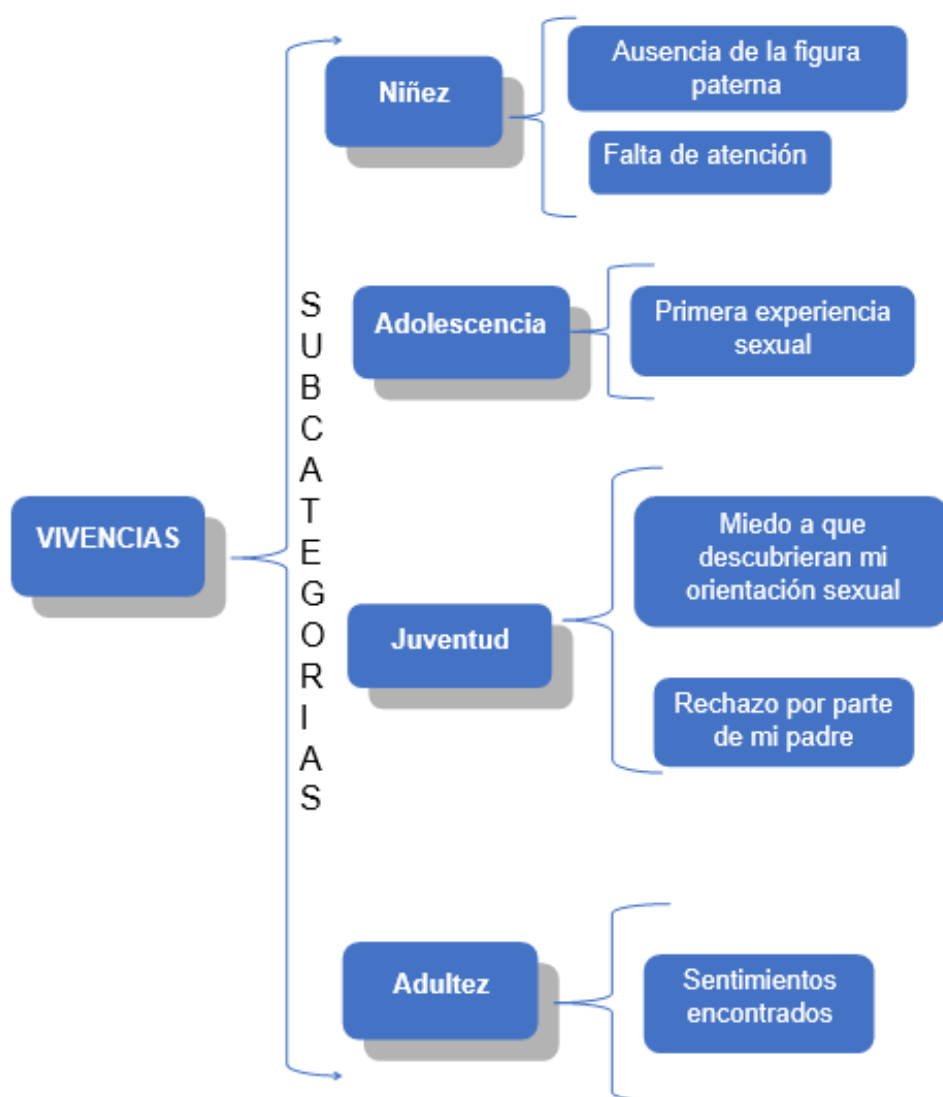 VIVENCIAS
SUBCATEGORIAS
Niñez
Ausencia de la figura
paterna
Falta de atención
Adolescencia
Primera experiencia
sexual
Juventud
Miedo a que
descubrieran mi
orientación sexual
Rechazo por parte
de mi padre
Adultez
Sentimientos
encontrados